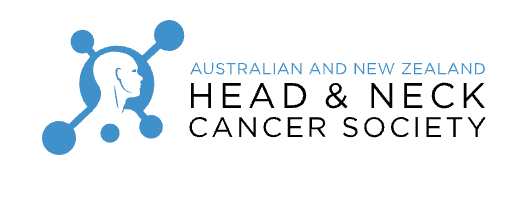 AUSTRALIAN AND NEW ZEALAND
HEAD & NECK
CANCER SOCIETY